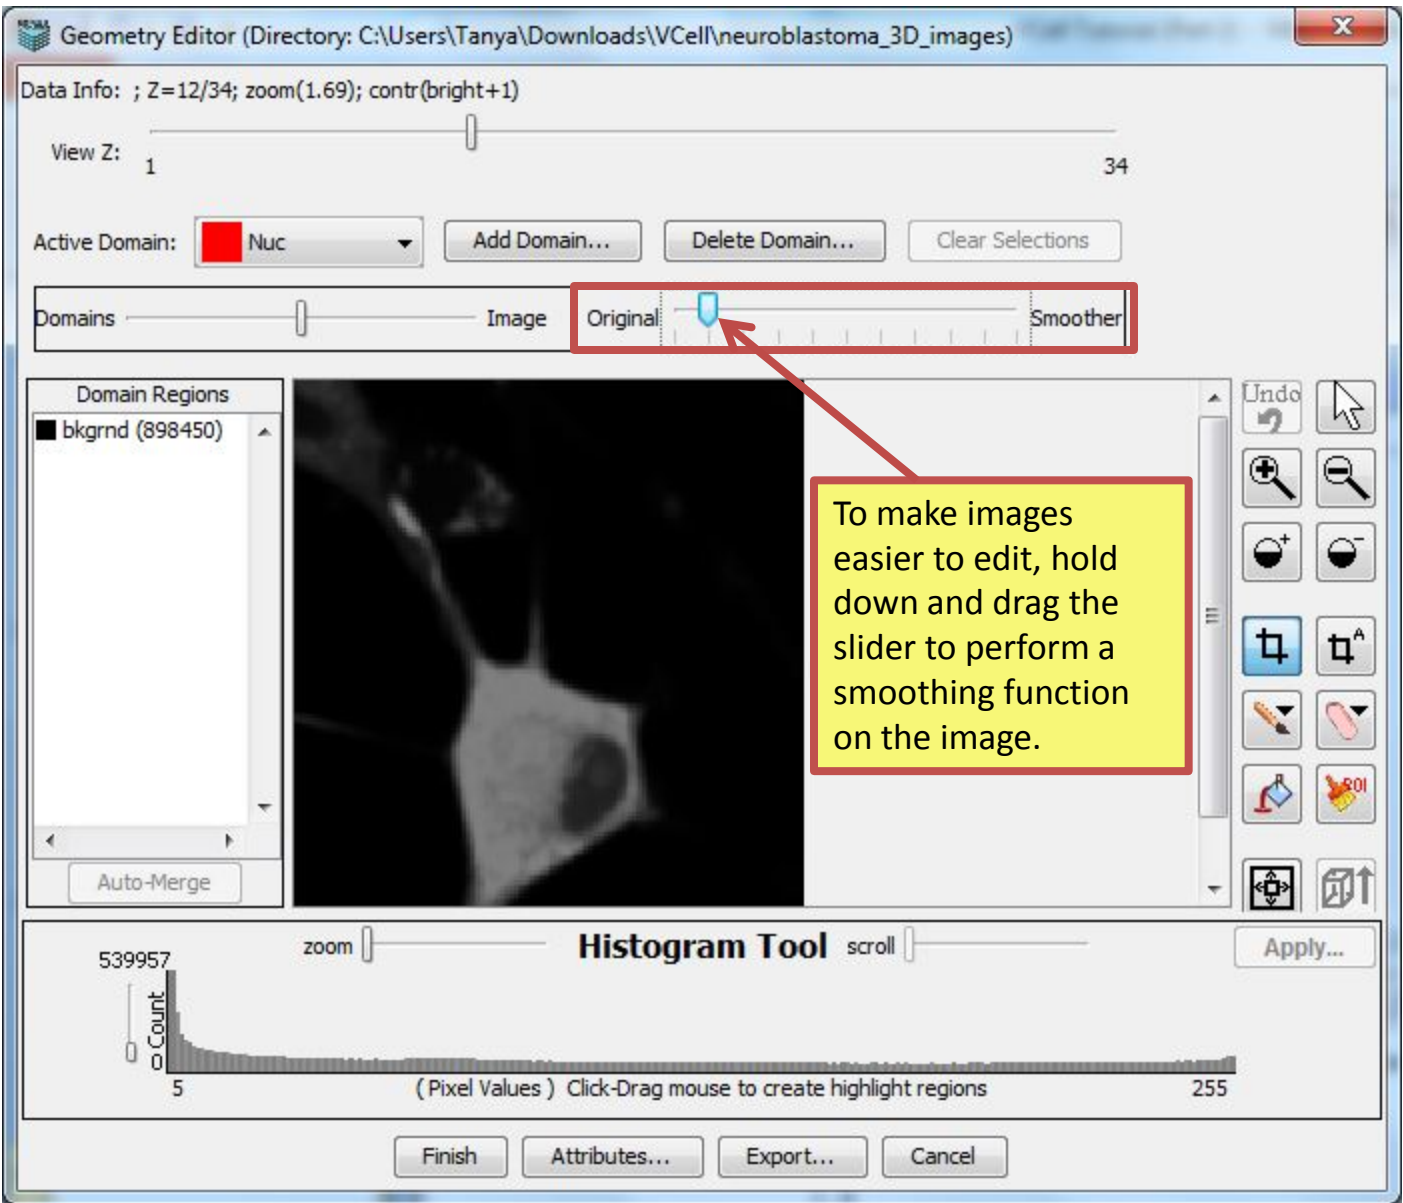 Geometry Editor (Directory: C:\Users\Tanya\Downloads\VCell\neuroblastoma_3D_images)
X
Data Info: ; Z=12/34; zoom(1.69); contr(bright+1)
View Z:
1
34
Active Domain:
Nuc
Add Domain...
Delete Domain...
Clear Selections
Domains
Image
Original
Smoother
Domain Regions
bkgrnd (898450)
Auto-Merge
Undo
A
ROI
To make images
easier to edit, hold
down and drag the
slider to perform a
smoothing function
on the image.
zoom
Histogram Tool
scroll
Apply...
539957
Count
0
5
( Pixel Values ) Click-Drag mouse to create highlight regions
255
Finish
Attributes...
Export...
Cancel